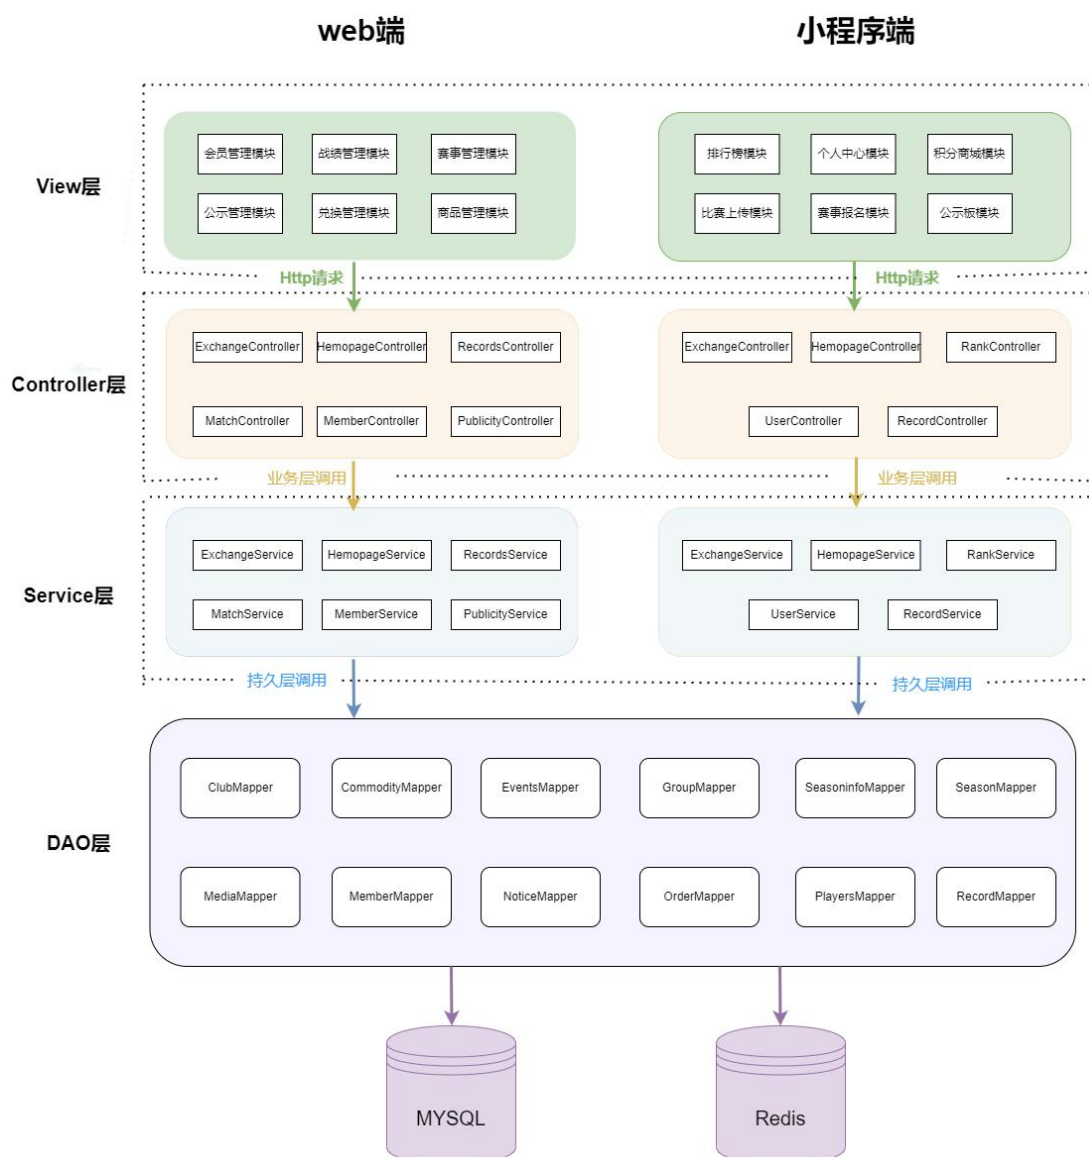 web端 小程序端
View层
会员管理模块 战绩管理模块 赛事管理模块
公示管理模块 兑换管理模块 商品管理模块
排行榜模块 个人中心模块 积分商城模块
比赛上传模块 赛事报名模块 公示板模块
Http请求 Http请求
Controller层
ExchangeController HemopageController RecordsController
MatchController MemberController PublicityController
ExchangeController HemopageController RankController
UserController RecordController
业务层调用 业务层调用
Service层
ExchangeService HemopageService RecordsService
MatchService MemberService PublicityService
ExchangeService HemopageService RankService
UserService RecordService
持久层调用 持久层调用
DAO层
ClubMapper CommodityMapper EventsMapper GroupMapper SeasoninfoMapper SeasonMapper
MediaMapper MemberMapper NoticeMapper OrderMapper PlayersMapper RecordMapper
MYSQL Redis